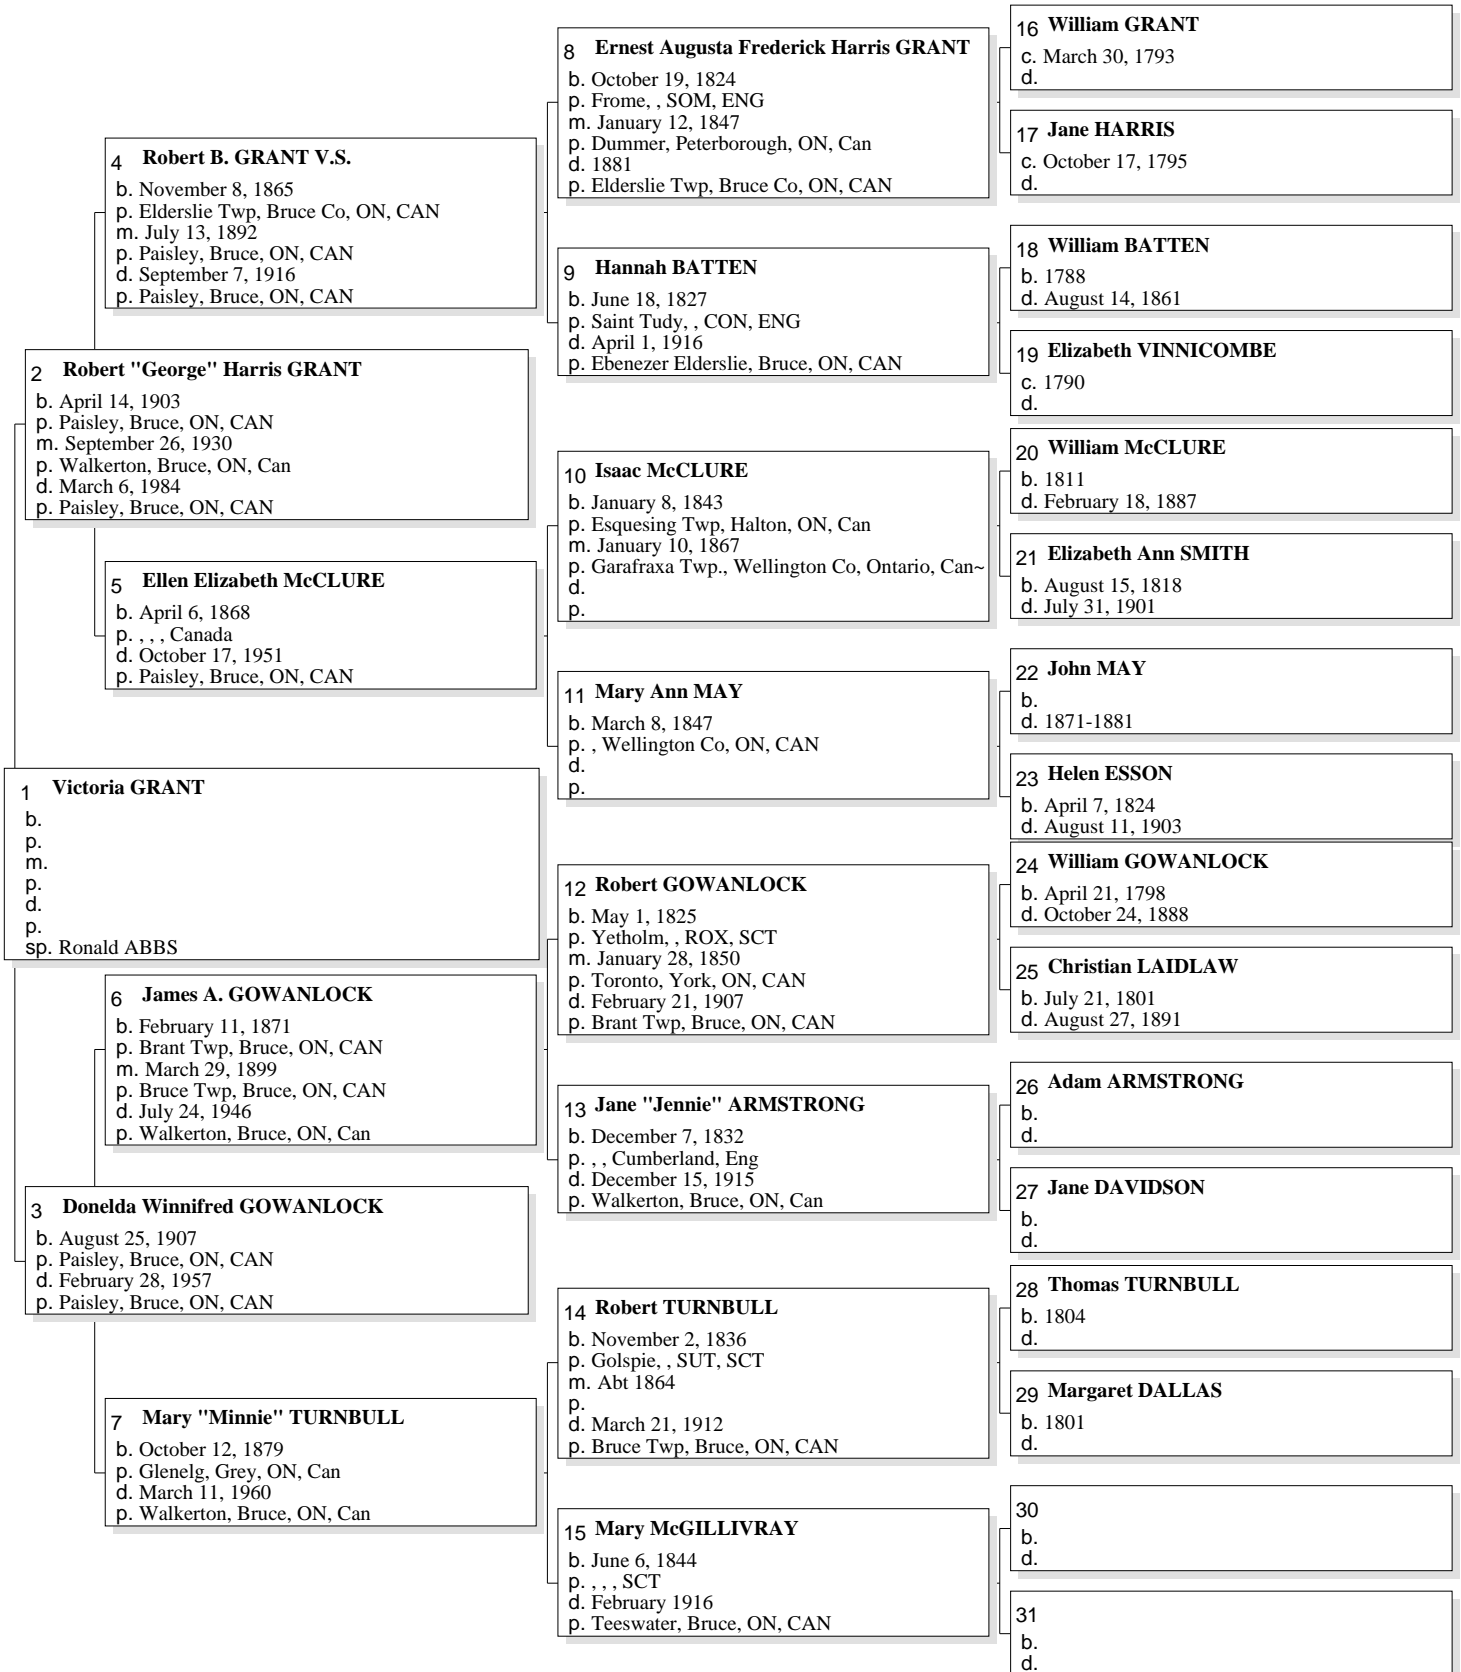 16 William GRANT
c. March 30, 1793
d.
8 Ernest Augusta Frederick Harris GRANT
b. October 19, 1824
p. Frome, , SOM, ENG
m. January 12, 1847
p. Dummer, Peterborough, ON, Can
d. 1881
p. Elderslie Twp, Bruce Co, ON, CAN
17 Jane HARRIS
c. October 17, 1795
d.
4 Robert B. GRANT V.S.
b. November 8, 1865
p. Elderslie Twp, Bruce Co, ON, CAN
m. July 13, 1892
p. Paisley, Bruce, ON, CAN
d. September 7, 1916
p. Paisley, Bruce, ON, CAN
18 William BATTEN
b. 1788
d. August 14, 1861
9 Hannah BATTEN
b. June 18, 1827
p. Saint Tudy, , CON, ENG
d. April 1, 1916
p. Ebenezer Elderslie, Bruce, ON, CAN
19 Elizabeth VINNICOMBE
c. 1790
d.
2 Robert "George" Harris GRANT
b. April 14, 1903
p. Paisley, Bruce, ON, CAN
m. September 26, 1930
p. Walkerton, Bruce, ON, Can
d. March 6, 1984
p. Paisley, Bruce, ON, CAN
20 William McCLURE
b. 1811
d. February 18, 1887
10 Isaac McCLURE
b. January 8, 1843
p. Esquesing Twp, Halton, ON, Can
m. January 10, 1867
p. Garafraxa Twp., Wellington Co, Ontario, Can~
d.
p.
21 Elizabeth Ann SMITH
b. August 15, 1818
d. July 31, 1901
5 Ellen Elizabeth McCLURE
b. April 6, 1868
p. , , , Canada
d. October 17, 1951
p. Paisley, Bruce, ON, CAN
22 John MAY
b.
d. 1871-1881
11 Mary Ann MAY
b. March 8, 1847
p. , Wellington Co, ON, CAN
d.
p.
23 Helen ESSON
b. April 7, 1824
d. August 11, 1903
1 Victoria GRANT
b.
p.
m.
p.
d.
p.
sp. Ronald ABBS
24 William GOWANLOCK
b. April 21, 1798
d. October 24, 1888
12 Robert GOWANLOCK
b. May 1, 1825
p. Yetholm, , ROX, SCT
m. January 28, 1850
p. Toronto, York, ON, CAN
d. February 21, 1907
p. Brant Twp, Bruce, ON, CAN
25 Christian LAIDLAW
b. July 21, 1801
d. August 27, 1891
6 James A. GOWANLOCK
b. February 11, 1871
p. Brant Twp, Bruce, ON, CAN
m. March 29, 1899
p. Bruce Twp, Bruce, ON, CAN
d. July 24, 1946
p. Walkerton, Bruce, ON, Can
26 Adam ARMSTRONG
b.
d.
13 Jane "Jennie" ARMSTRONG
b. December 7, 1832
p. , , Cumberland, Eng
d. December 15, 1915
p. Walkerton, Bruce, ON, Can
27 Jane DAVIDSON
b.
d.
3 Donelda Winnifred GOWANLOCK
b. August 25, 1907
p. Paisley, Bruce, ON, CAN
d. February 28, 1957
p. Paisley, Bruce, ON, CAN
28 Thomas TURNBULL
b. 1804
d.
14 Robert TURNBULL
b. November 2, 1836
p. Golspie, , SUT, SCT
m. Abt 1864
p.
d. March 21, 1912
p. Bruce Twp, Bruce, ON, CAN
29 Margaret DALLAS
b. 1801
d.
7 Mary "Minnie" TURNBULL
b. October 12, 1879
p. Glenelg, Grey, ON, Can
d. March 11, 1960
p. Walkerton, Bruce, ON, Can
30
b.
d.
15 Mary McGILLIVRAY
b. June 6, 1844
p. , , , SCT
d. February 1916
p. Teeswater, Bruce, ON, CAN
31
b.
d.